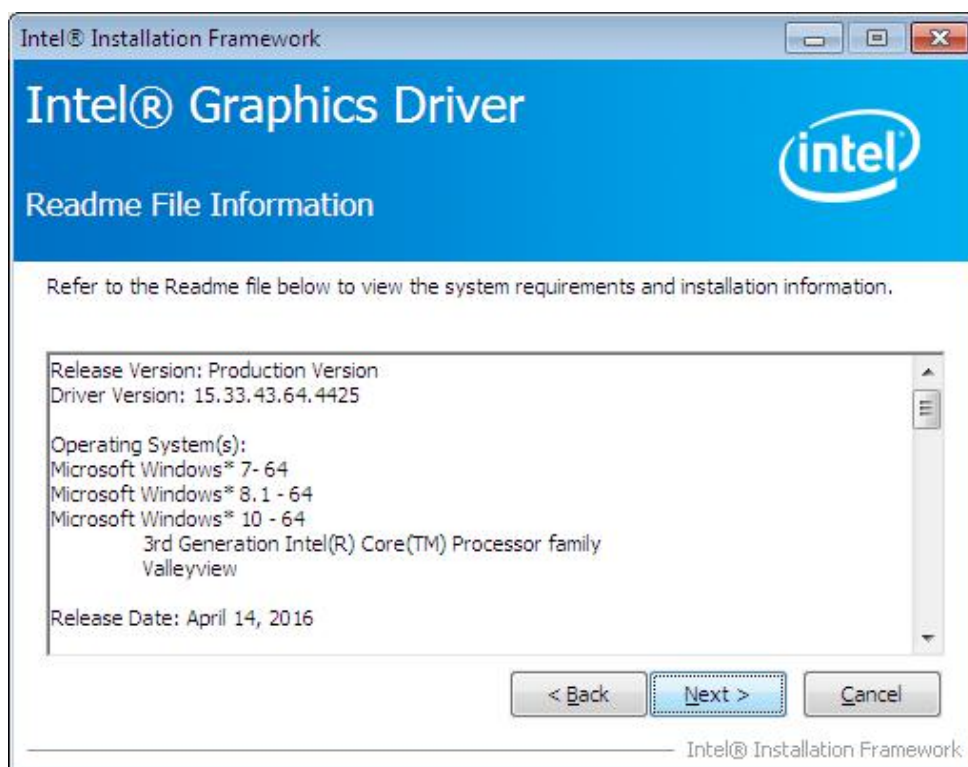 Intel® Installation Framework
Intel® Graphics Driver
intel
Readme File Information
Refer to the Readme file below to view the system requirements and installation information.
Release Version: Production Version
Driver Version: 15.33.43.64.4425
Operating System(s):
Microsoft Windows* 7- 64
Microsoft Windows* 8.1 - 64
Microsoft Windows* 10 - 64
3rd Generation Intel(R) Core(TM) Processor family
Valleyview
Release Date: April 14, 2016
< Back Next > Cancel
Intel® Installation Framework